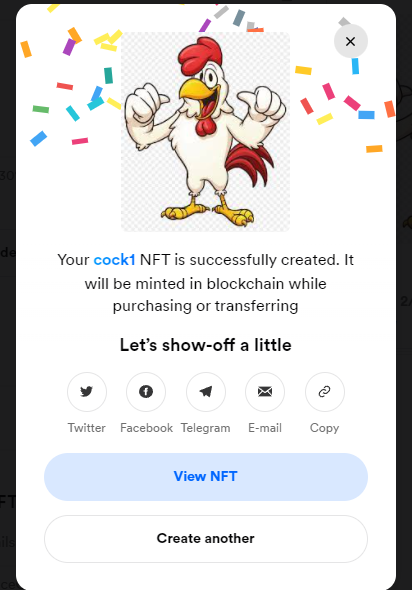 Your cock1 NFT is successfully created. It
will be minted in blockchain while
purchasing or transferring
Let's show-off a little
Twitter
Facebook
Telegram
E-mail
Copy
View NFT
Create another